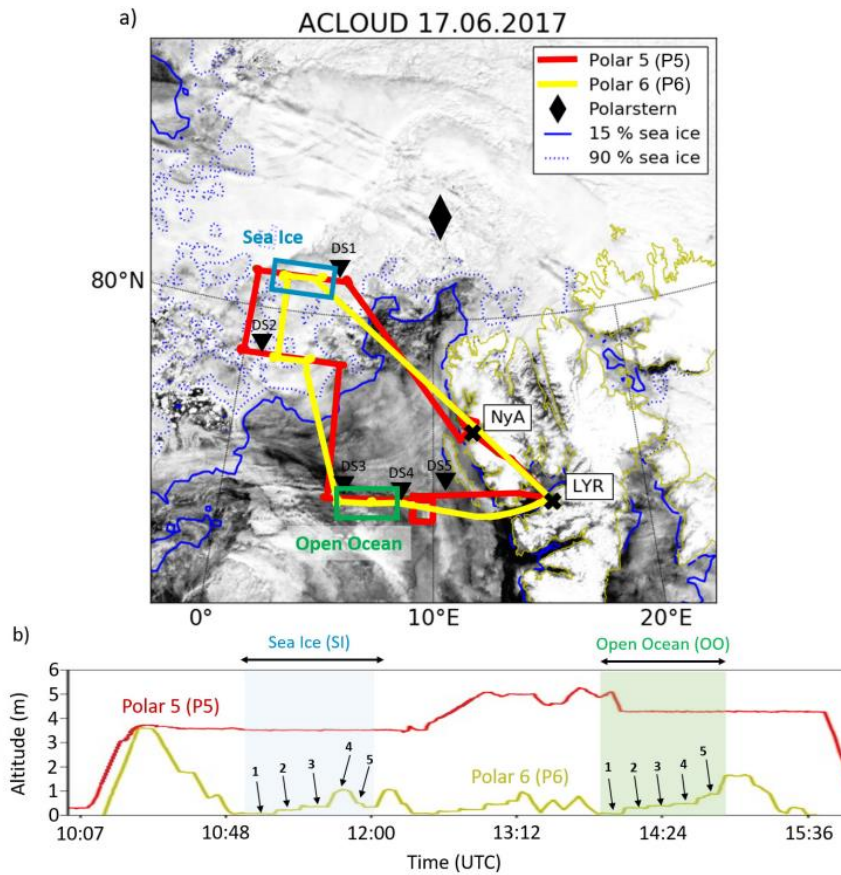 a)
ACLOUD 17.06.2017
Polar 5 (P5)
Polar 6 (P6)
Polarstern
15 % sea ice
90 % sea ice
Sea Ice
DS1
80°N
DS2
NyA
DS3
DS4
DS5
LYR
Open Ocean
0°
10°E
20°E
b)
Sea Ice (SI)
Open Ocean (OO)
Altitude (m)
6
5
4
3
2
1
0
Polar 5 (P5)
Polar 6 (P6)
1
2
3
4
5
1
2
3
4
5
10:07
10:48
12:00
13:12
14:24
15:36
Time (UTC)